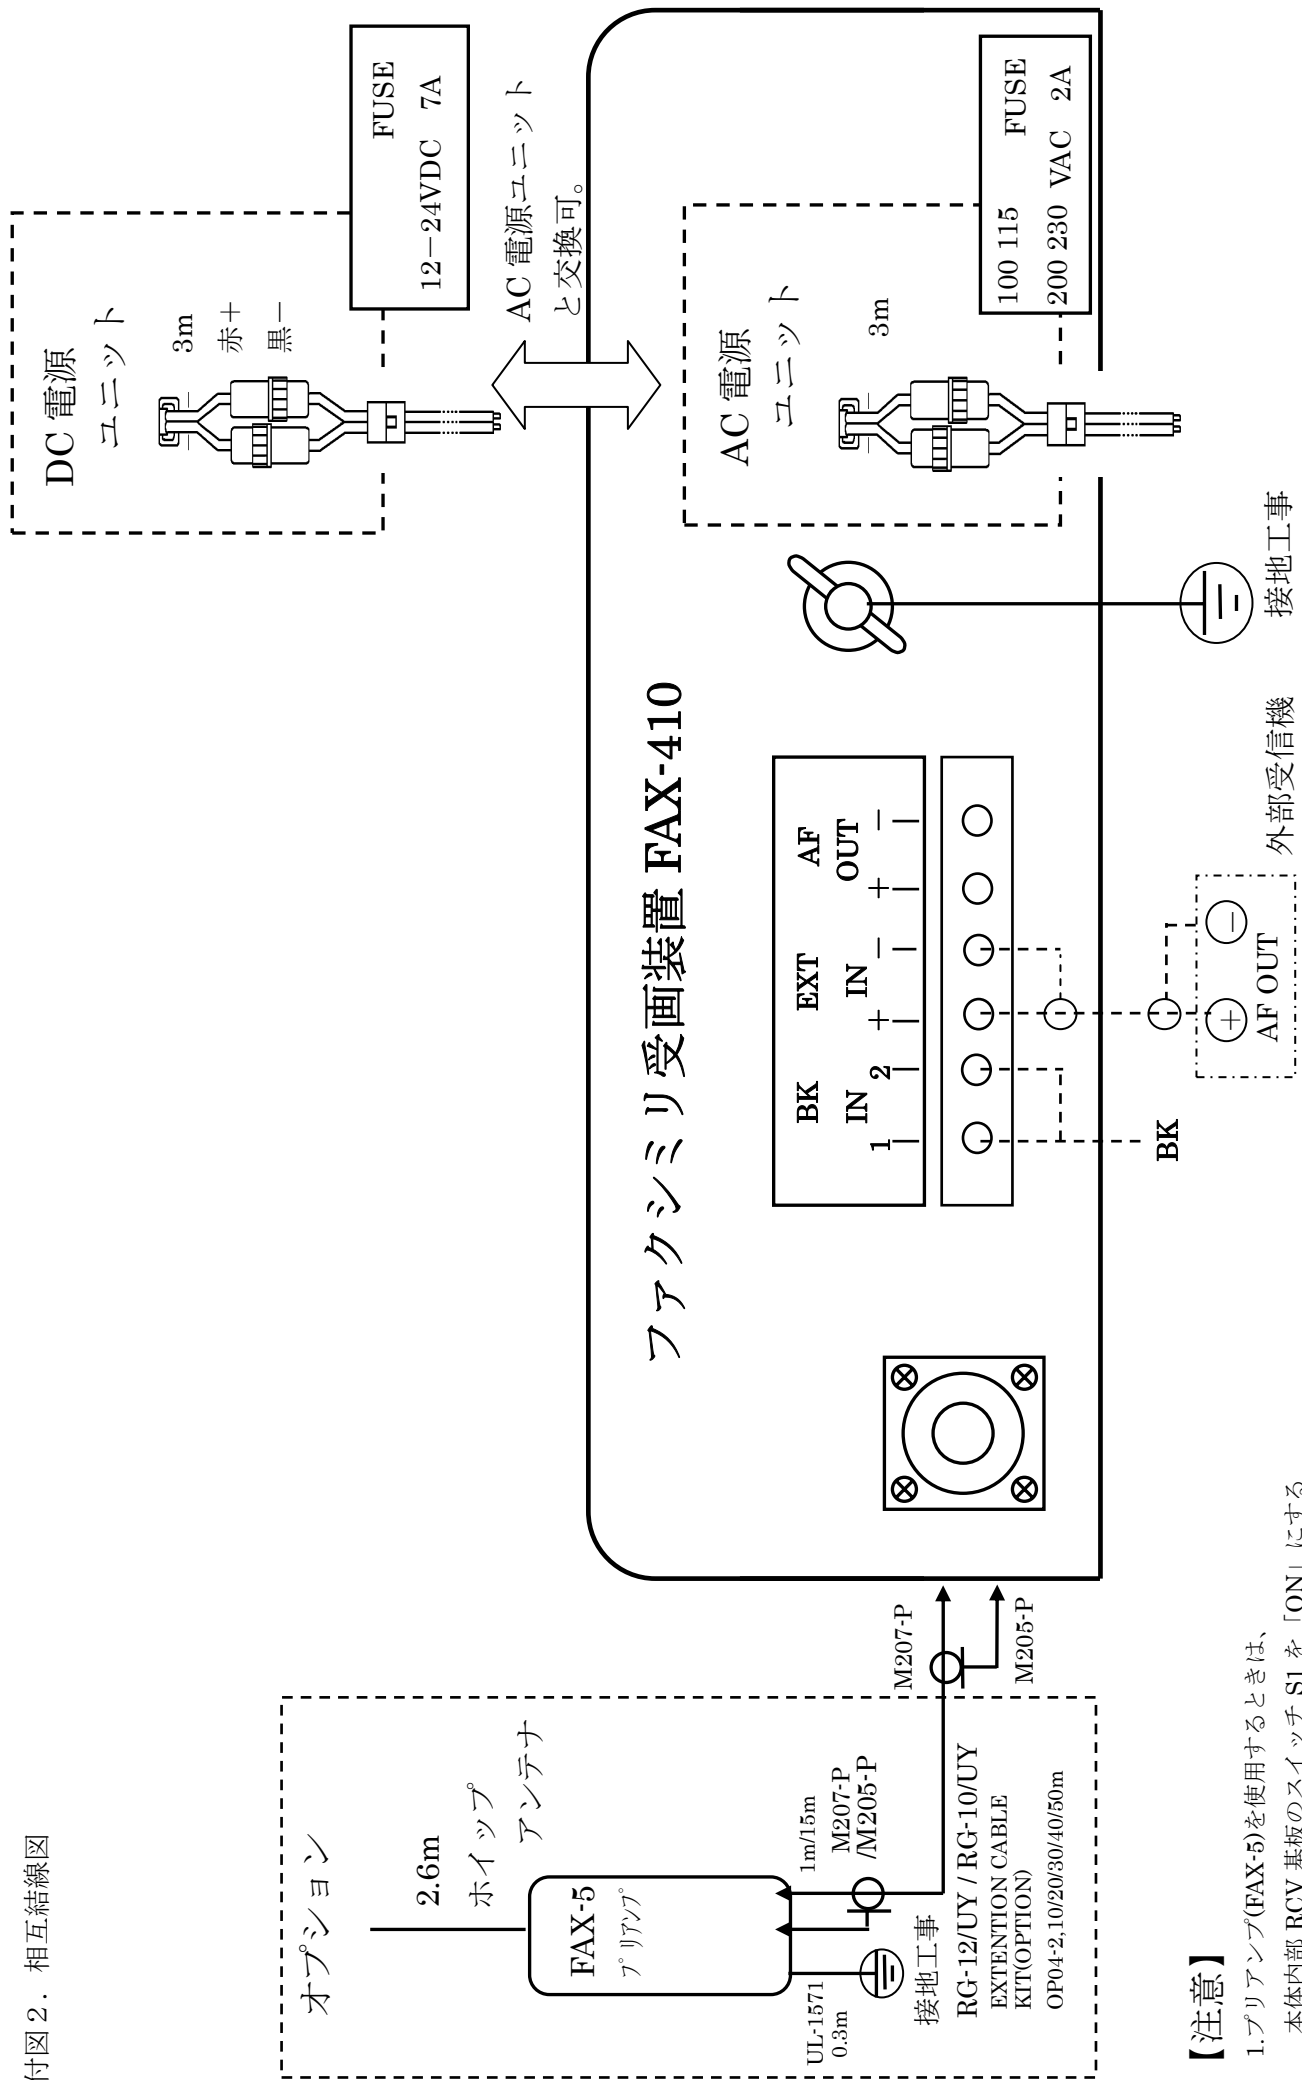 付図２．相互結線図
オプション
2.6m
ホイップ
アンテナ
FAX-5
プリアンプ
1m/15m
M207-P
/M205-P
UL-1571
0.3m
接地工事
RG-12/UY / RG-10/UY
EXTENTION CABLE
KIT(OPTION)
OP04-2,10/20/30/40/50m
M207-P
M205-P
ファクシミリ受画装置 FAX-410
BK
IN
1 2
EXT
IN
＋ －
AF
OUT
＋ －
BK
＋ －
AF OUT
外部受信機
接地工事
DC 電源
ユニット
3m
赤＋
黒－
FUSE
12－24VDC 7A
AC 電源ユニット
と交換可。
AC 電源
ユニット
3m
100 115 FUSE
200 230 VAC 2A
【注意】
1.プリアンプ(FAX-5)を使用するときは、
本体内部 RCV 基板のスイッチ S1 を「ON」にする